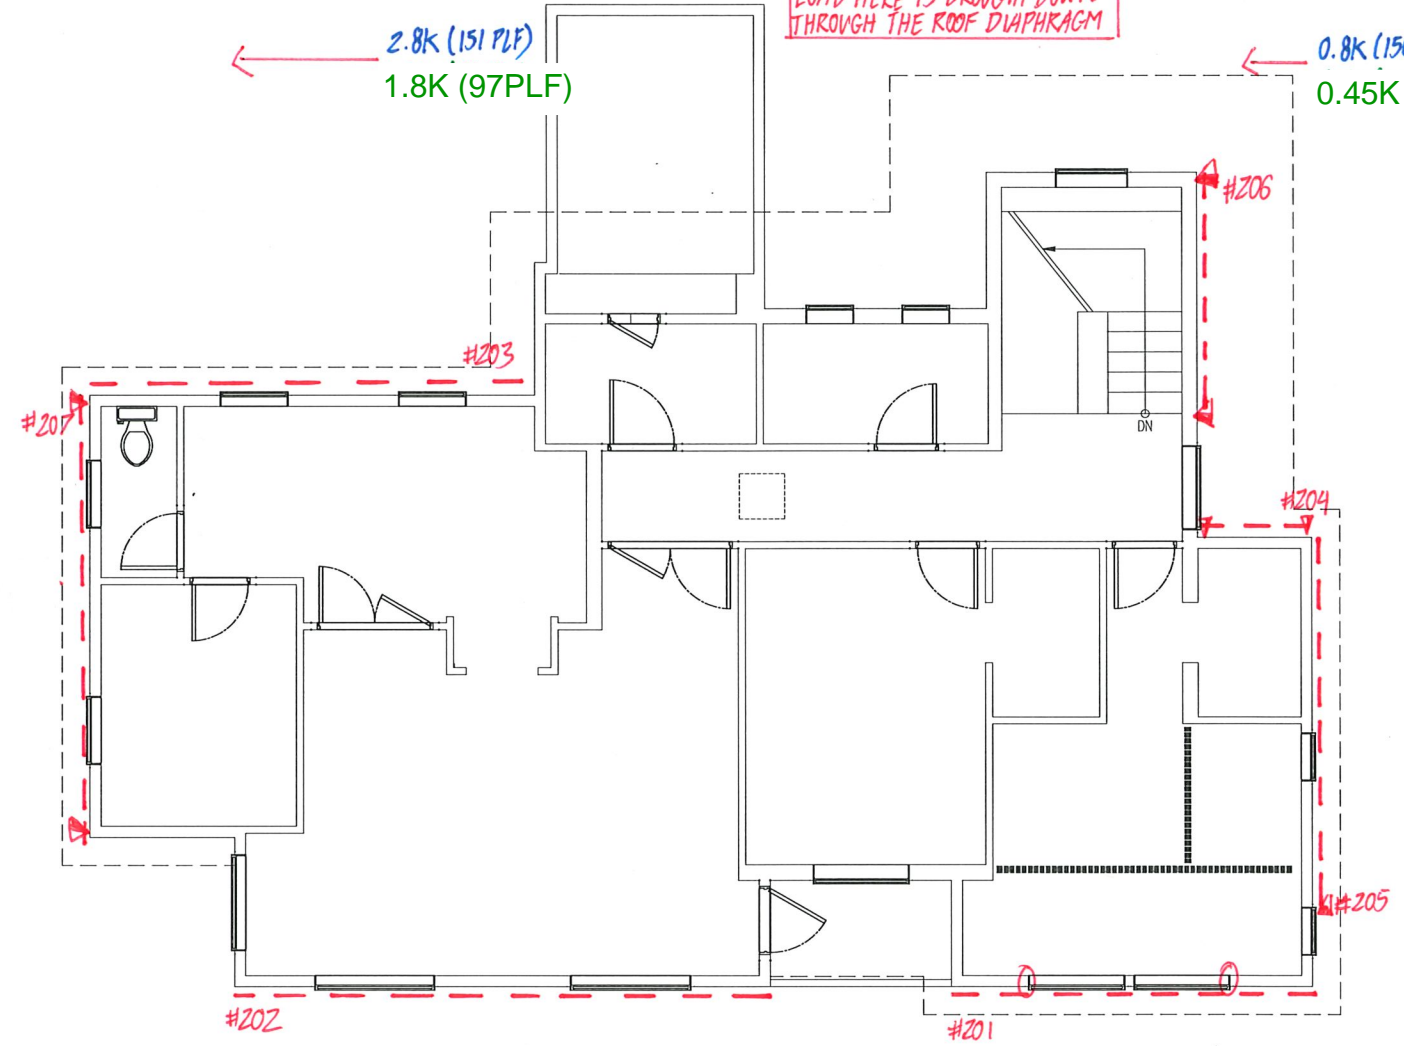 THROUGH THE ROOF DIAPHRAGM
2.8K (151 PLF)
1.8K (97PLF)
0.45K
#206
#203
#207
DN
#204
#205
#202
#201